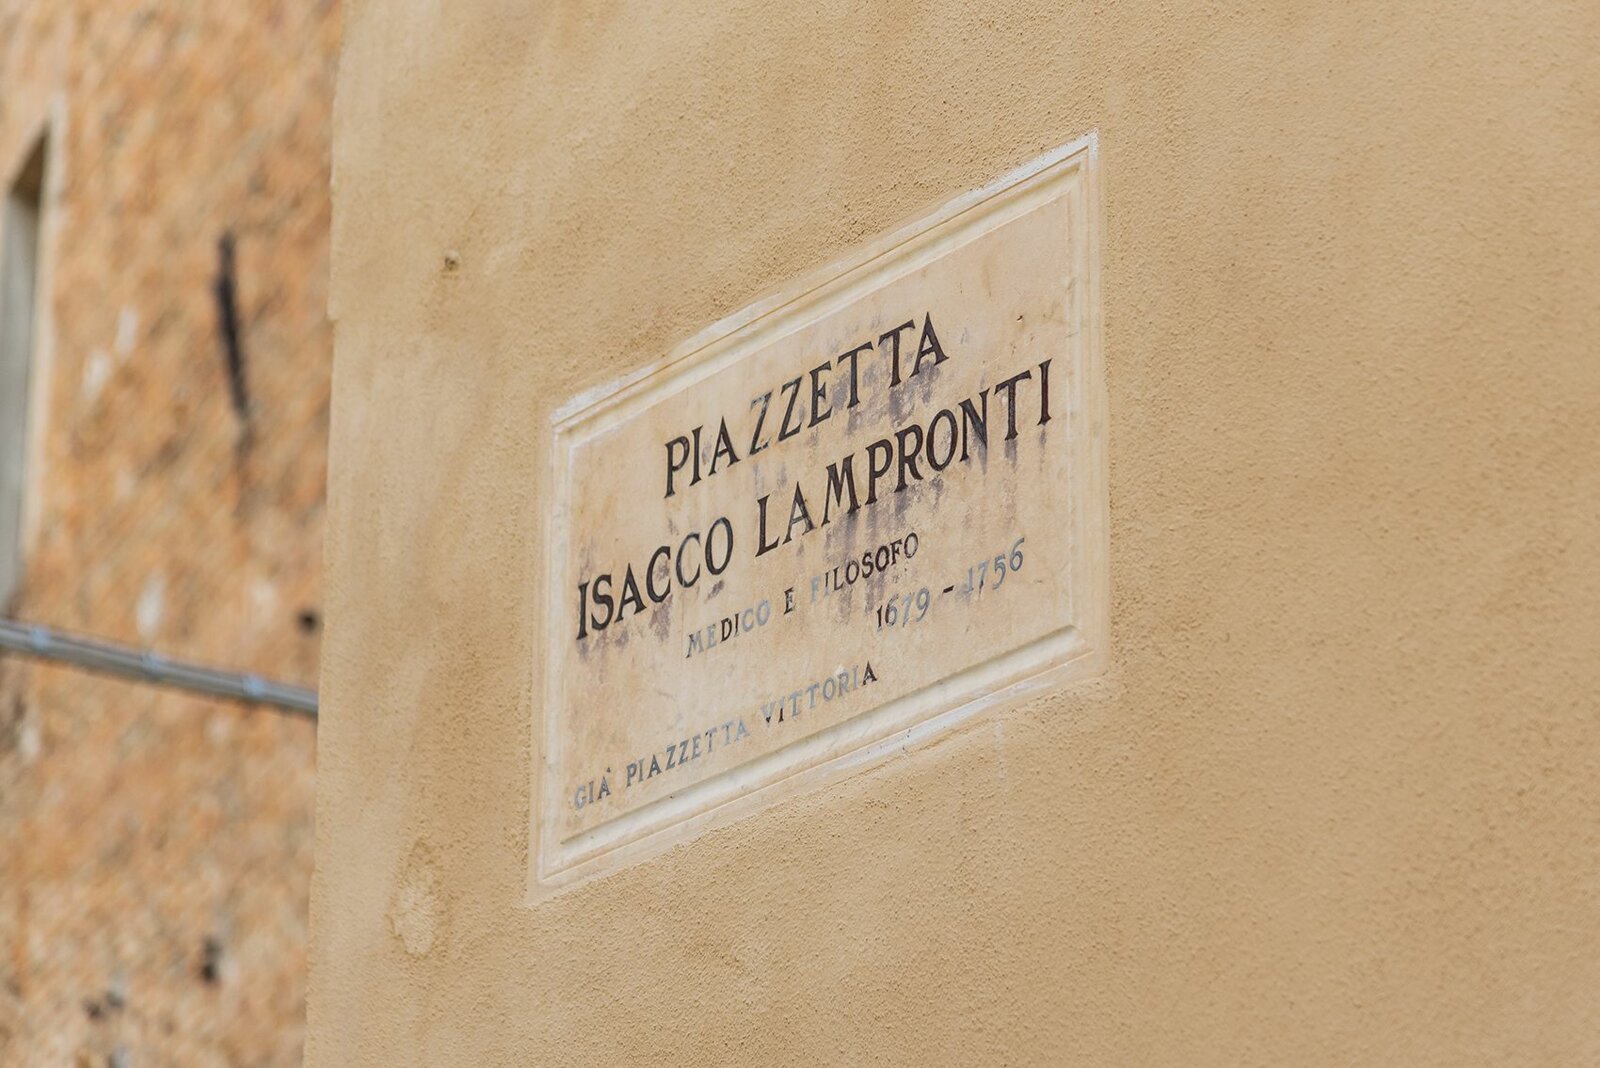 PIAZZETTA
ISACCO LAMPRONTI
MEDICO E FILOSOFO
1679 - 1756
GIÀ PIAZZETTA VITTORIA